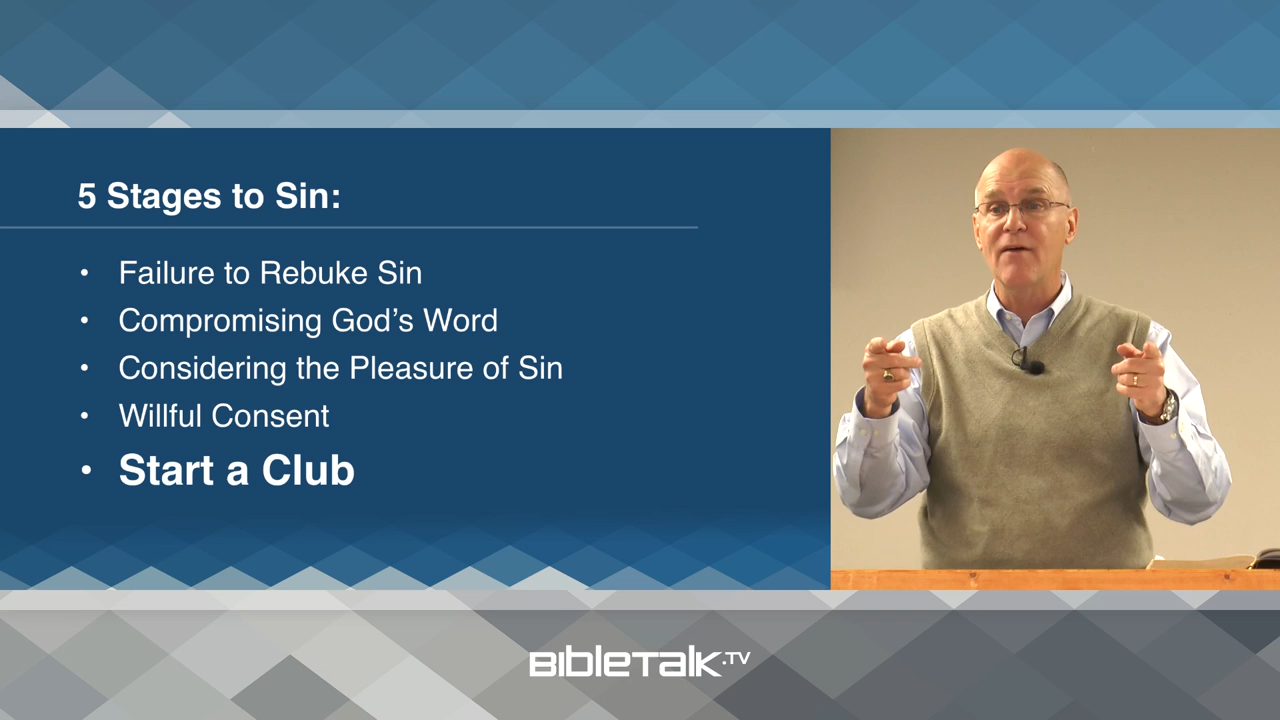 5 Stages to Sin:
• Failure to Rebuke Sin
• Compromising God’s Word
• Considering the Pleasure of Sin
• Willful Consent
• Start a Club
BIBLETALK.TV